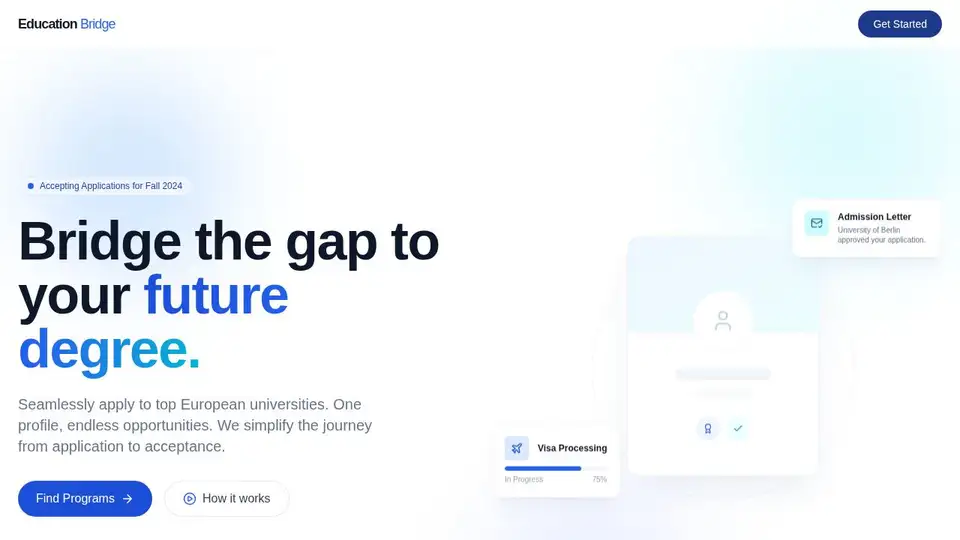 Education Bridge
Get Started
Accepting Applications for Fall 2024
Bridge the gap to
your future
degree.
Seamlessly apply to top European universities. One
profile, endless opportunities. We simplify the journey
from application to acceptance.
Find Programs
How it works
Admission Letter
University of Berlin
approved your application.
Visa Processing
In Progress 75%